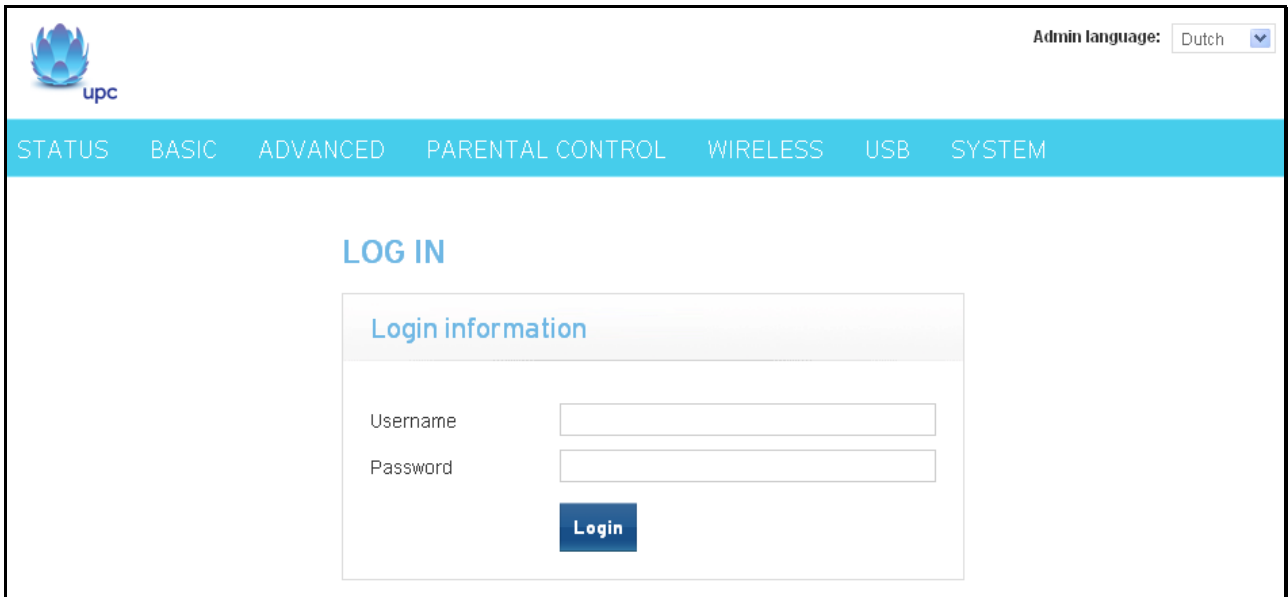 Admin language: Dutch
upc
STATUS BASIC ADVANCED PARENTAL CONTROL WIRELESS USB SYSTEM
LOG IN
Login information
Username
Password
Login